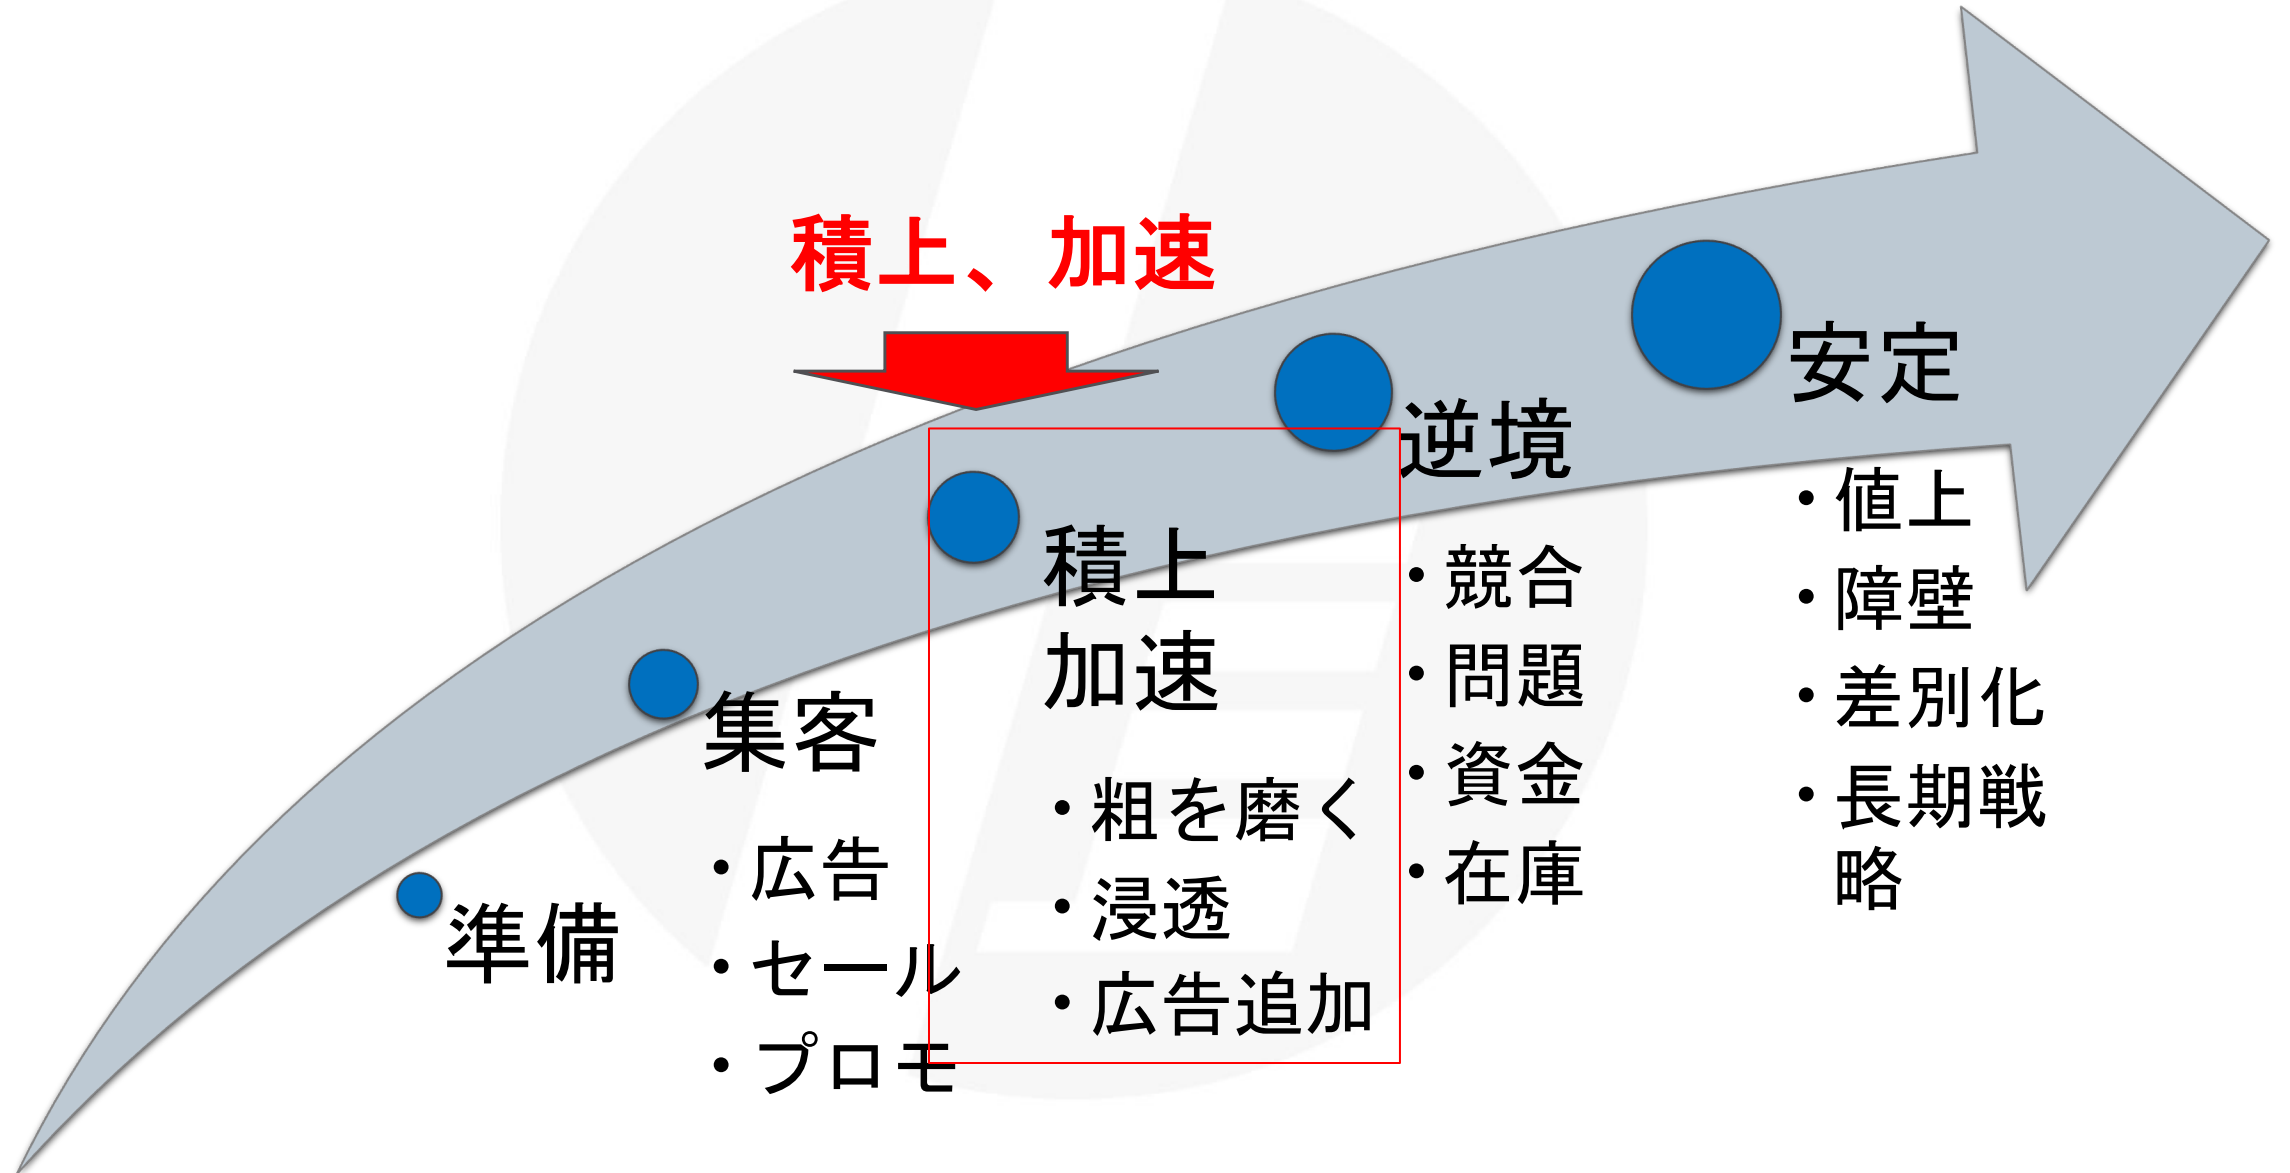 積上、加速
準備
集客
・広告
・セール
・プロモ
積上
加速
・粗を磨く
・浸透
・広告追加
逆境
・競合
・問題
・資金
・在庫
安定
・値上
・障壁
・差別化
・長期戦
略